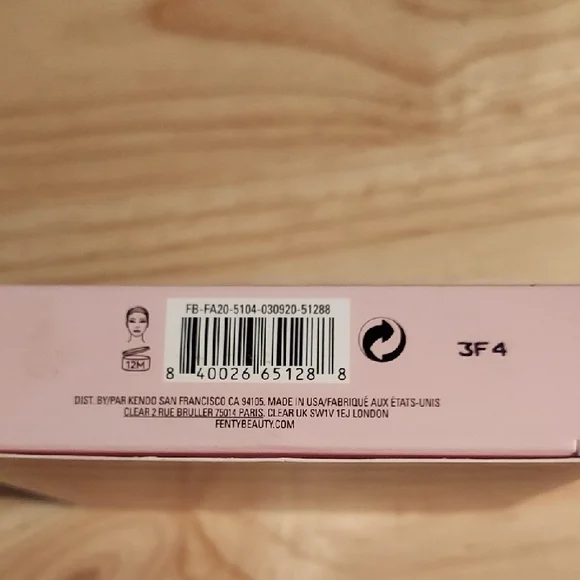 FB-FA20-5104-030920-51288
12M
8 40026 65128 8
3F4
DIST. BY/PAR KENDO SAN FRANCISCO CA 94105. MADE IN USA/FABRIQUÉ AUX ÉTATS-UNIS
CLEAR 2 RUE BRULLER 75014 PARIS. CLEAR UK SW1V 1EJ LONDON
FENTYBEAUTY.COM